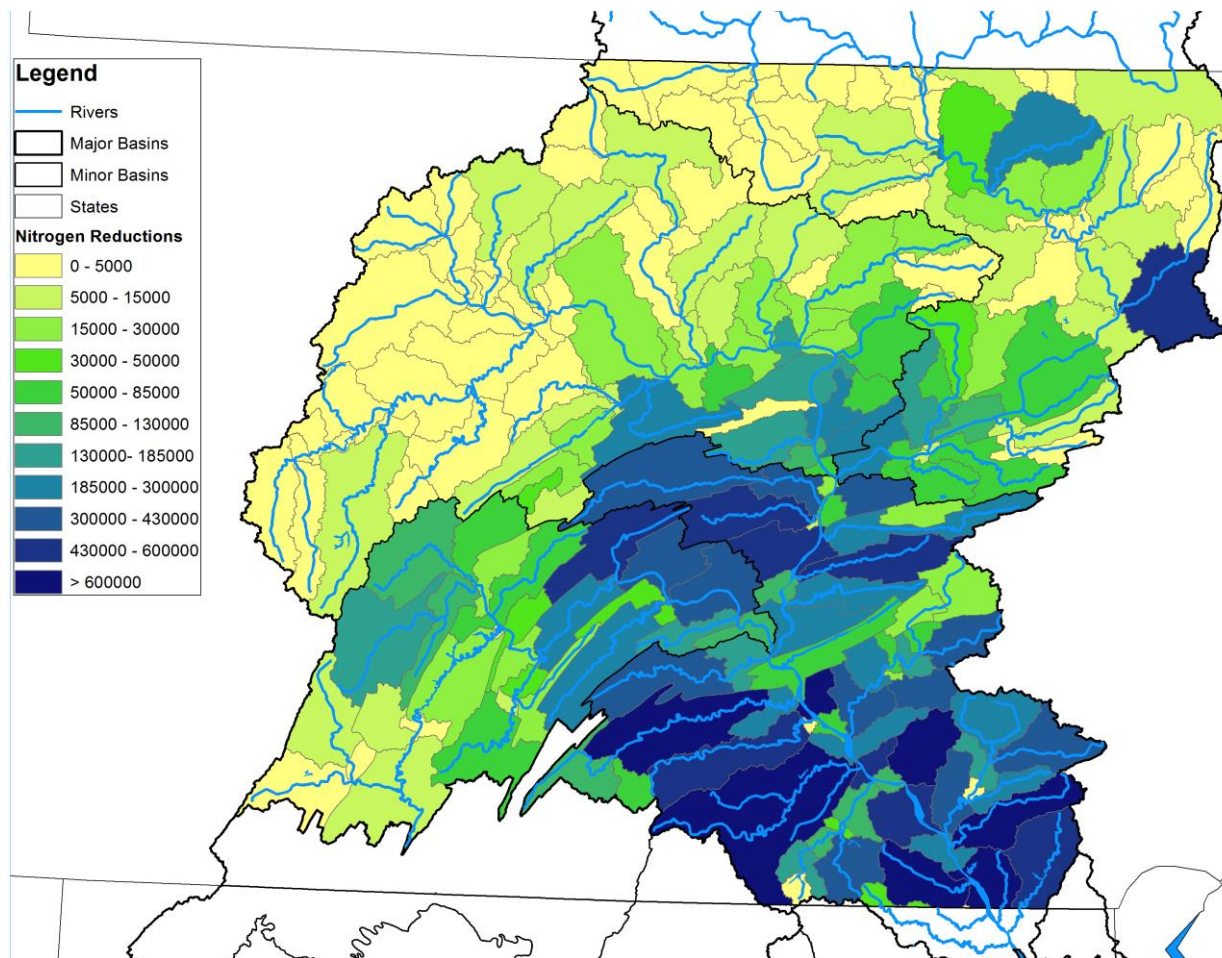 Legend
Rivers
Major Basins
Minor Basins
States
Nitrogen Reductions
0 - 5000
5000 - 15000
15000 - 30000
30000 - 50000
50000 - 85000
85000 - 130000
130000- 185000
185000 - 300000
300000 - 430000
430000 - 600000
> 600000